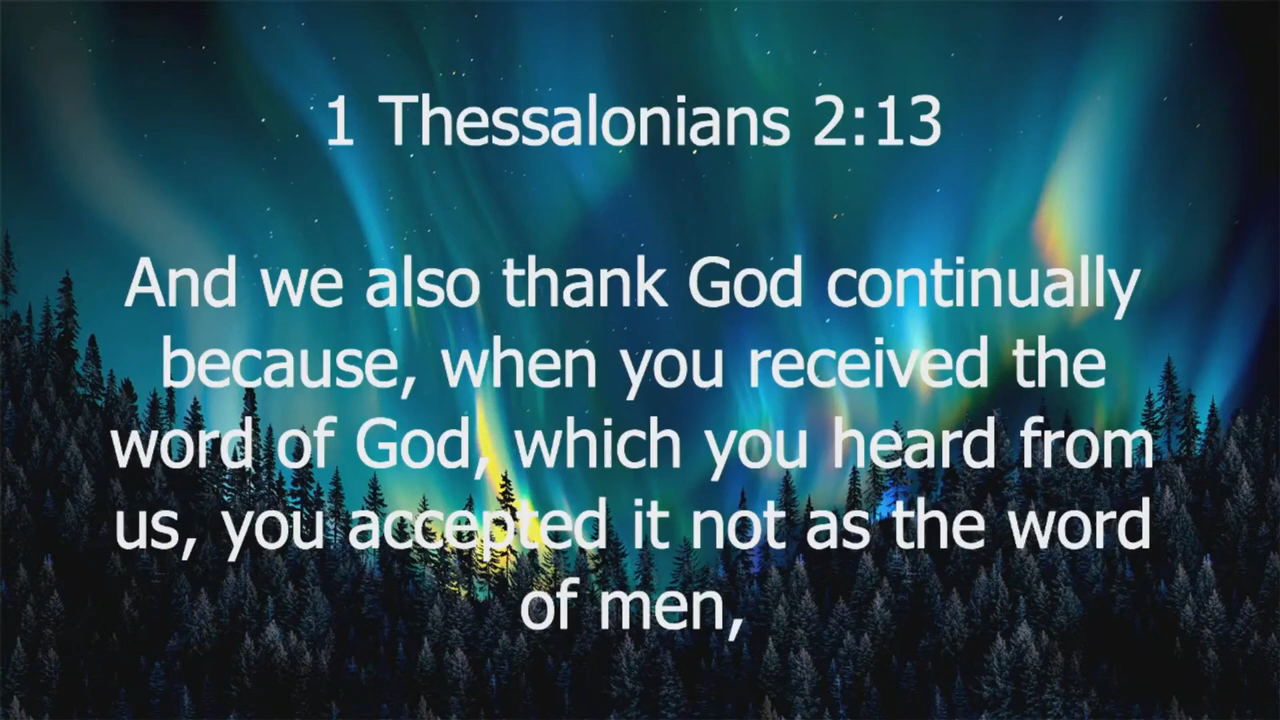 1 Thessalonians 2:13
And we also thank God continually
because, when you received the
word of God, which you heard from
us, you accepted it not as the word
of men,